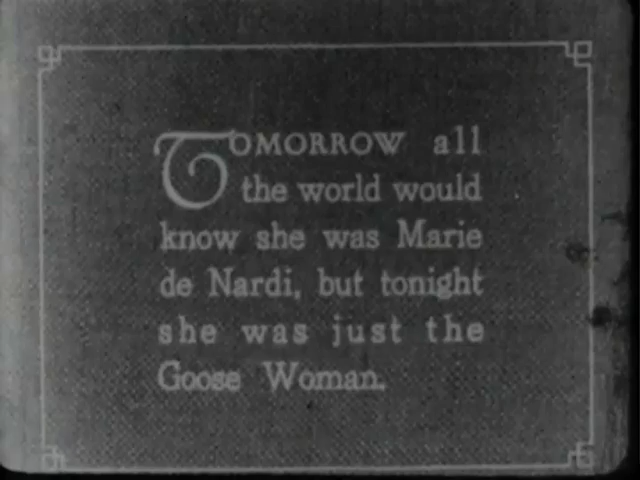 TOMORROW all
the world would
know she was Marie
de Nardi, but tonight
she was just the
Goose Woman.